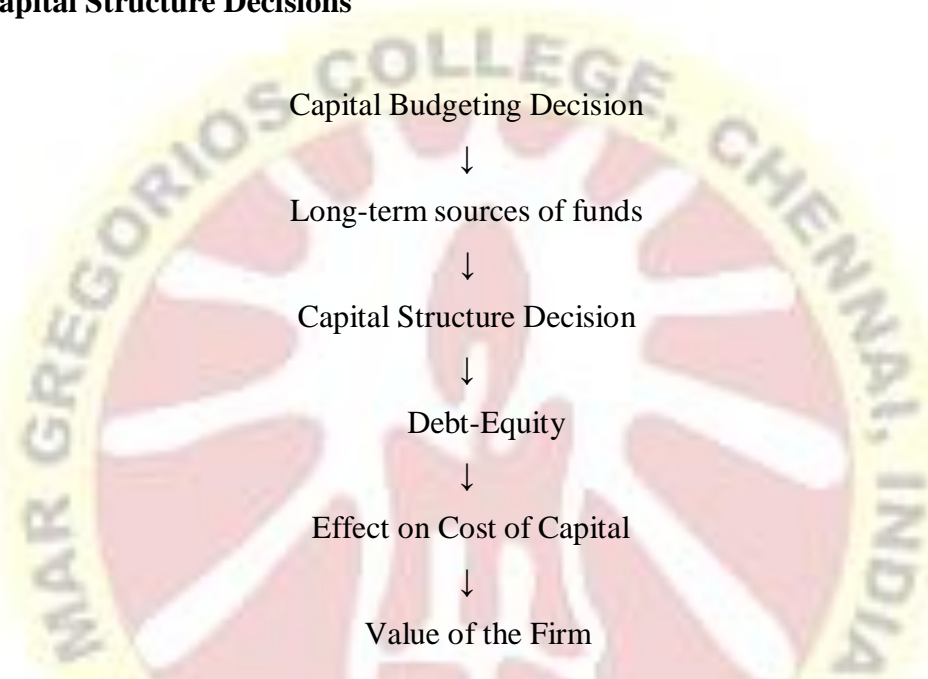 apital Structure Decisions
MAR GREGORIOS COLLEGE, CHENNAI, INDIA
Capital Budgeting Decision
↓
Long-term sources of funds
↓
Capital Structure Decision
↓
Debt-Equity
↓
Effect on Cost of Capital
↓
Value of the Firm